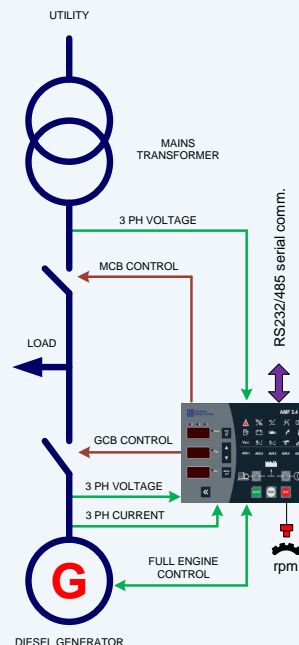 UTILITY
MAINS
TRANSFORMER
3 PH VOLTAGE
RS232/485 serial comm.
MCB CONTROL
LOAD
AMF 3.4
GCB CONTROL
3 PH VOLTAGE
3 PH CURRENT
G
FULL ENGINE
CONTROL
rpm
DIESEL GENERATOR